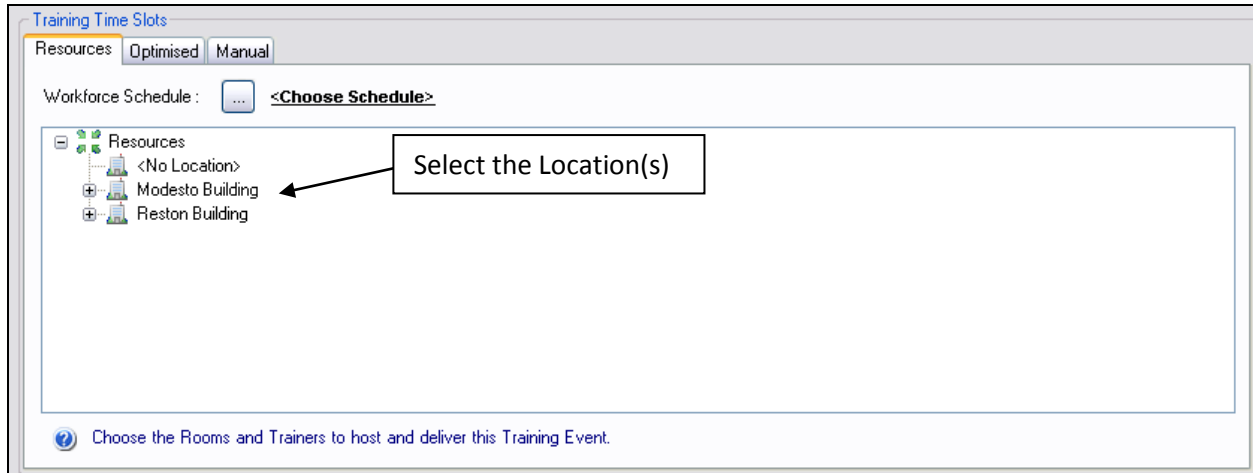 Training Time Slots
Resources Optimised Manual
Workforce Schedule : ... <Choose Schedule>
Resources
<No Location>
Select the Location(s)
Modesto Building
Reston Building
Choose the Rooms and Trainers to host and deliver this Training Event.